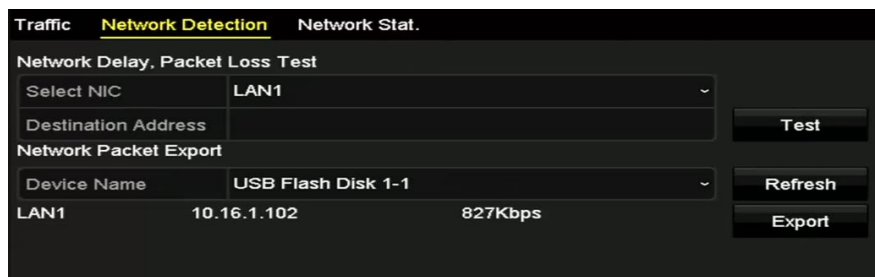 Traffic Network Detection Network Stat.
Network Delay, Packet Loss Test
Select NIC LAN1
Destination Address Test
Network Packet Export
Device Name USB Flash Disk 1-1 Refresh
LAN1 10.16.1.102 827Kbps Export